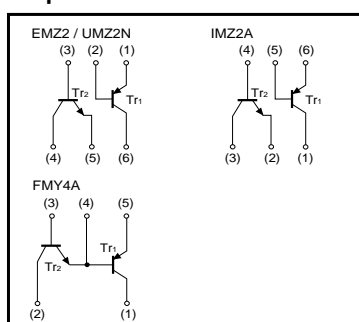 EMZ2 / UMZ2N
(3) (2) (1)
Tr2 Tr1
(4) (5) (6)
IMZ2A
(4) (5) (6)
Tr2 Tr1
(3) (2) (1)
FMY4A
(3) (4) (5)
Tr1
Tr2
(2) (1)